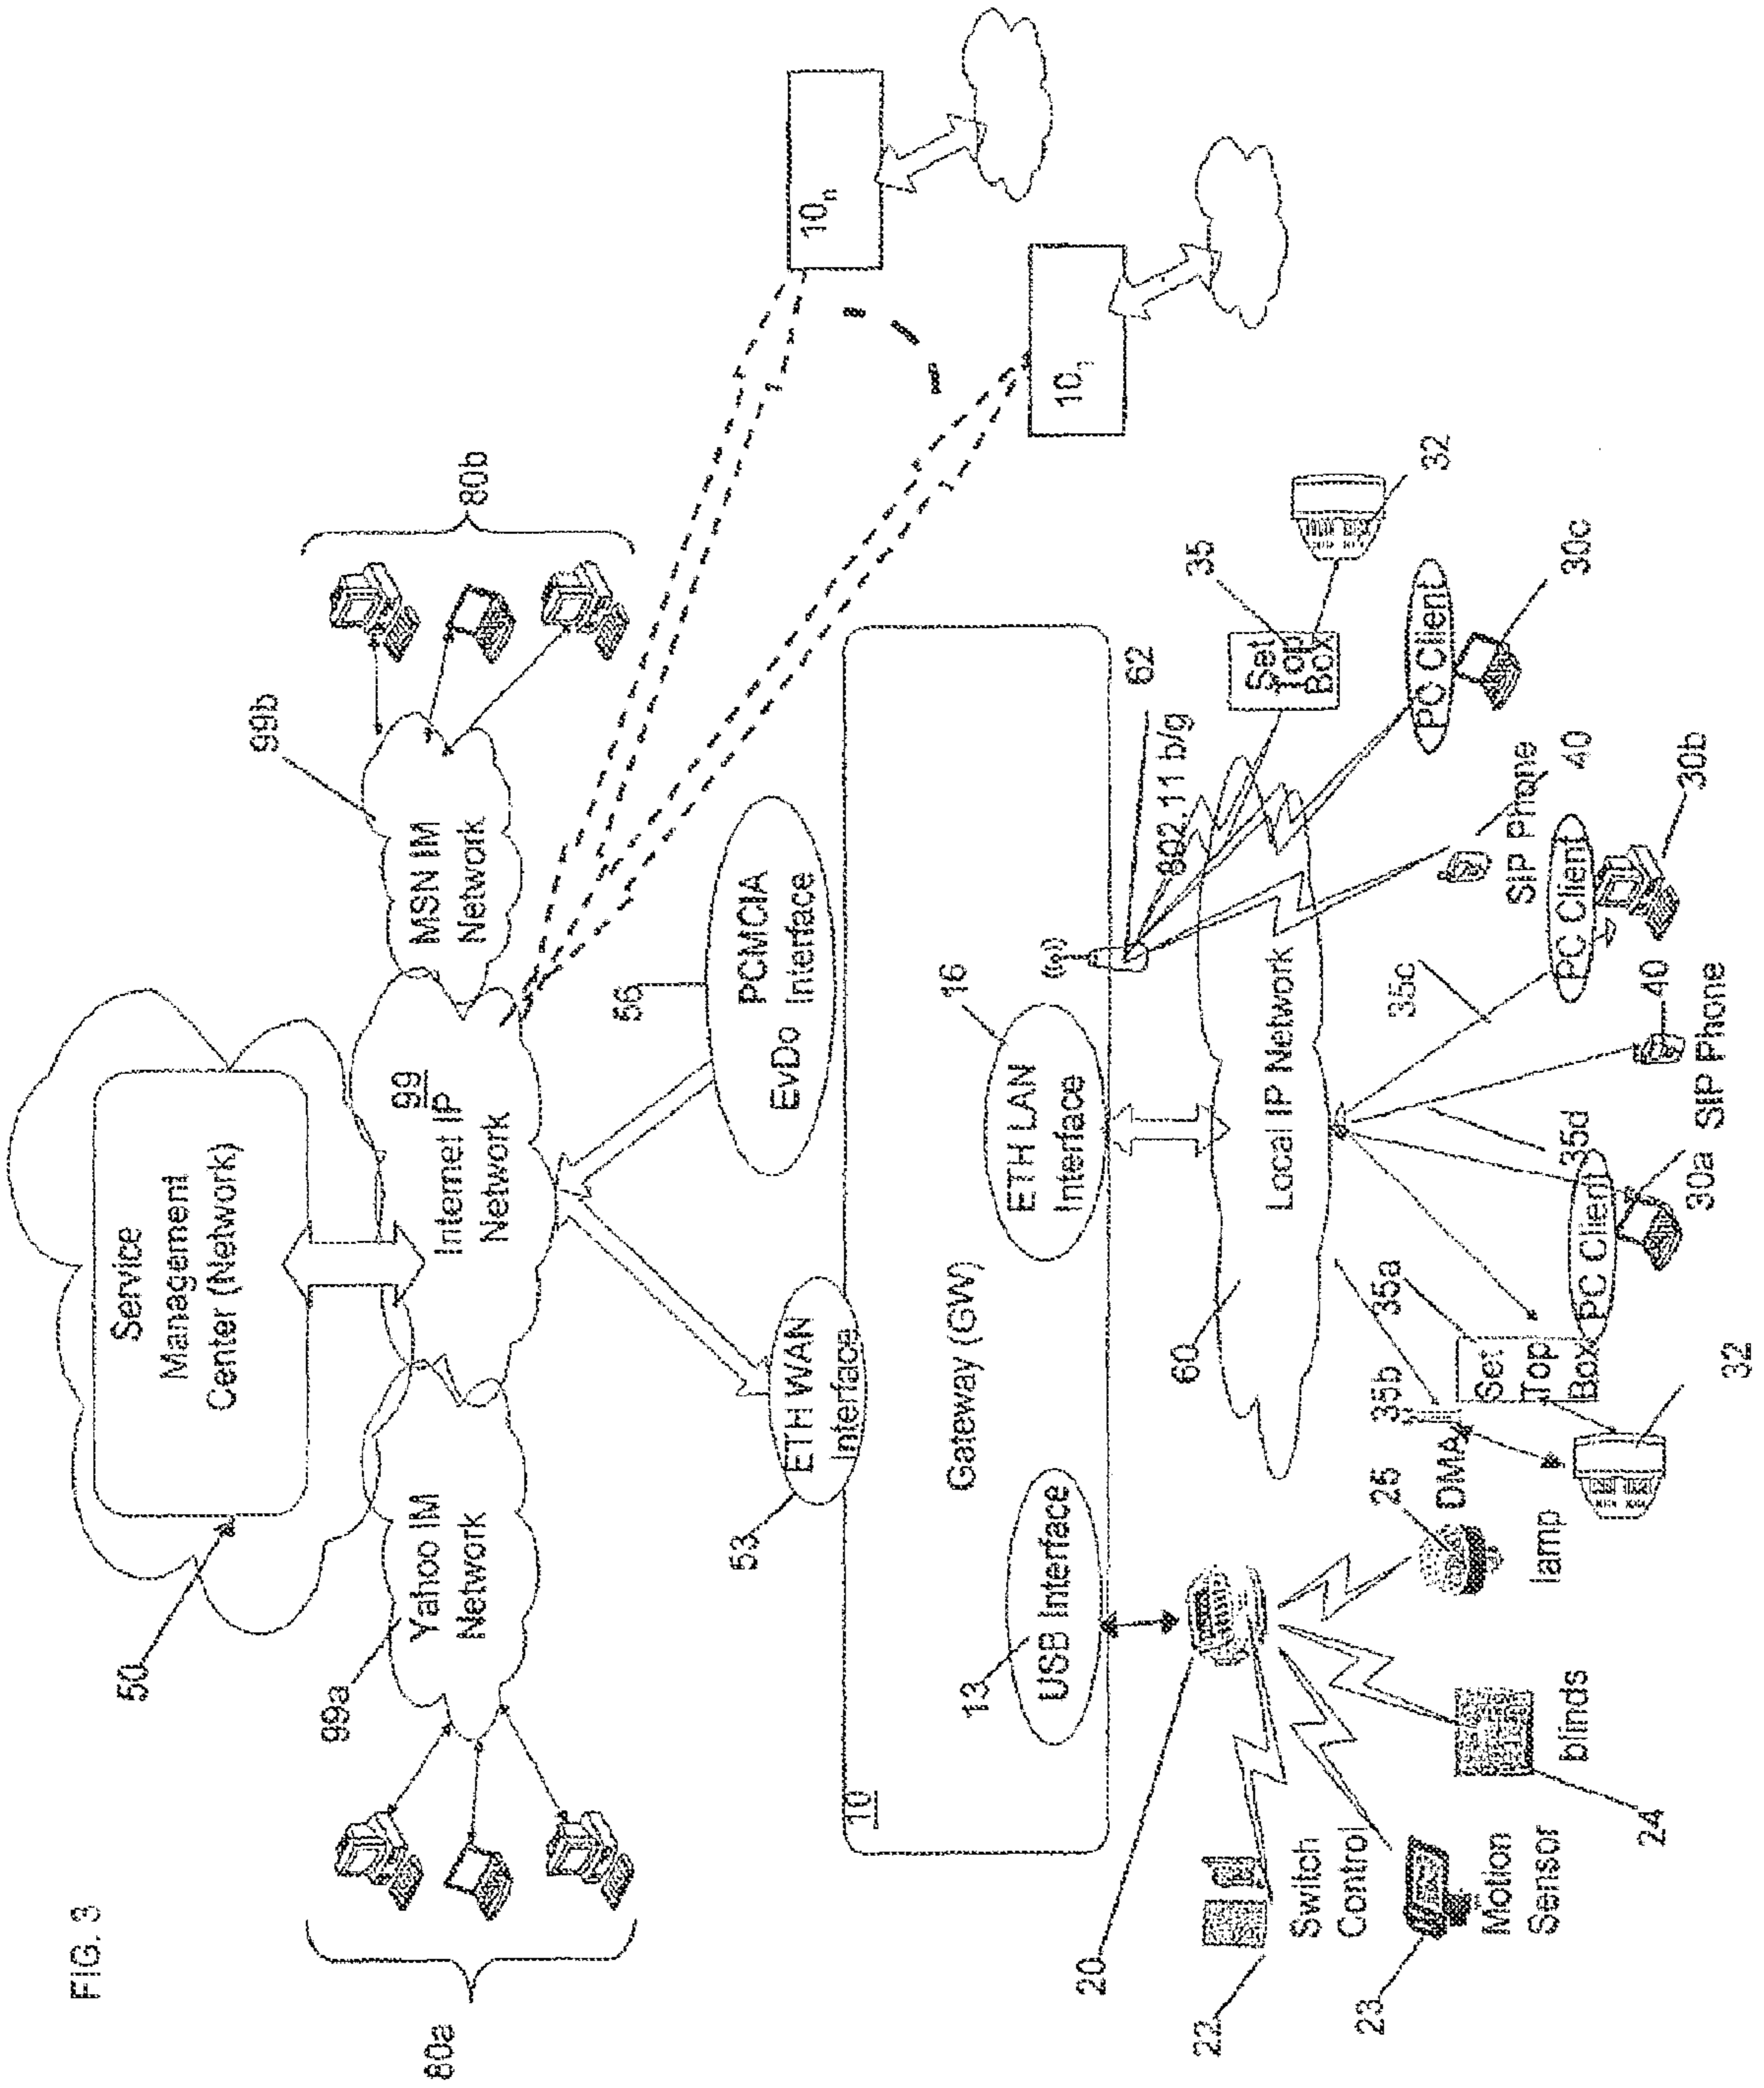 FIG. 3
80a
80b
50
Service
Management
Center (Network)
99a
Yahoo IM
Network
99
Internet IP
Network
99b
MSN IM
Network
53
ETH WAN
Interface
56
PCMCIA
EvDo Interface
10
Gateway (GW)
13
USB Interface
16
ETH LAN
Interface
62
802.11 b/g
60
Local IP Network
10n
101
20
22
Switch
Control
23
Motion
Sensor
24
blinds
25
lamp
DMA
35b
35a
Set
Top
Box
32
PC Client
30a
35d
SIP Phone
40
35c
PC Client
30b
SIP Phone
40
PC Client
30c
35
Set
Top
Box
32